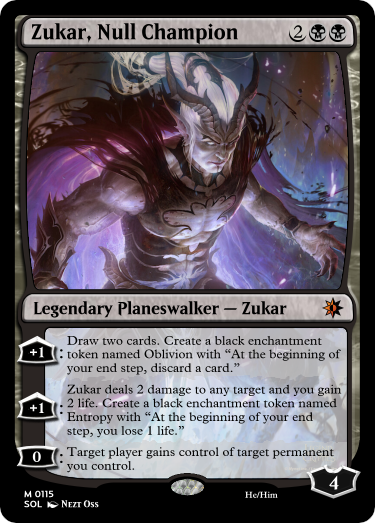 Zukar, Null Champion 2
Legendary Planeswalker — Zukar
+1: Draw two cards. Create a black enchantment
token named Oblivion with “At the beginning of
your end step, discard a card.”
Zukar deals 2 damage to any target and you gain
+1: 2 life. Create a black enchantment token named
Entropy with “At the beginning of your end
step, you lose 1 life.”
0: Target player gains control of target permanent
you control.
4
M 0115
SOL Nezt Oss
He/Him